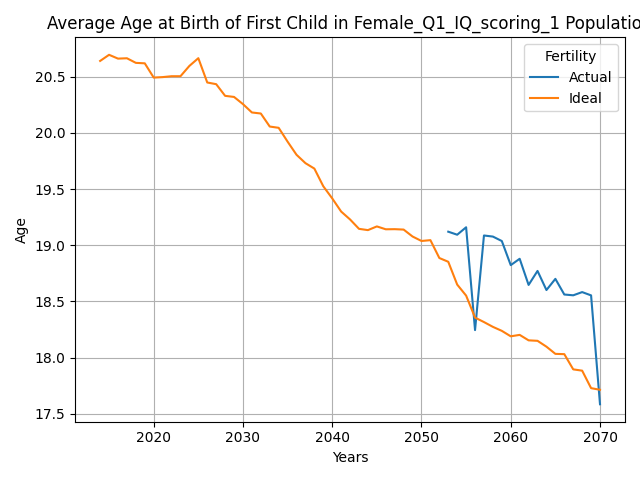 Average Age at Birth of First Child in Female_Q1_IQ_scoring_1 Populatio
Fertility
Actual
Ideal
20.5
20.0
19.5
19.0
18.5
18.0
17.5
Age
2020 2030 2040 2050 2060 2070
Years